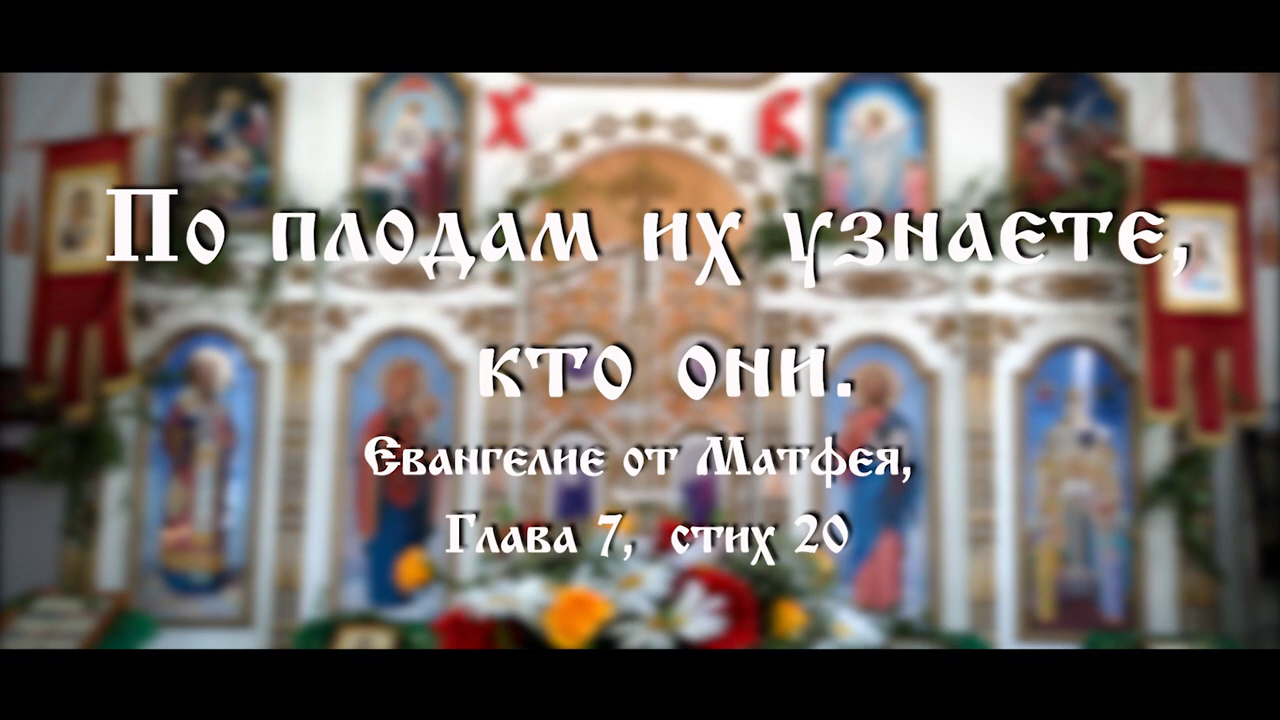 Х В
По плодам их узнаете,
кто они.
Евангелие от Матфея,
Глава 7, стих 20